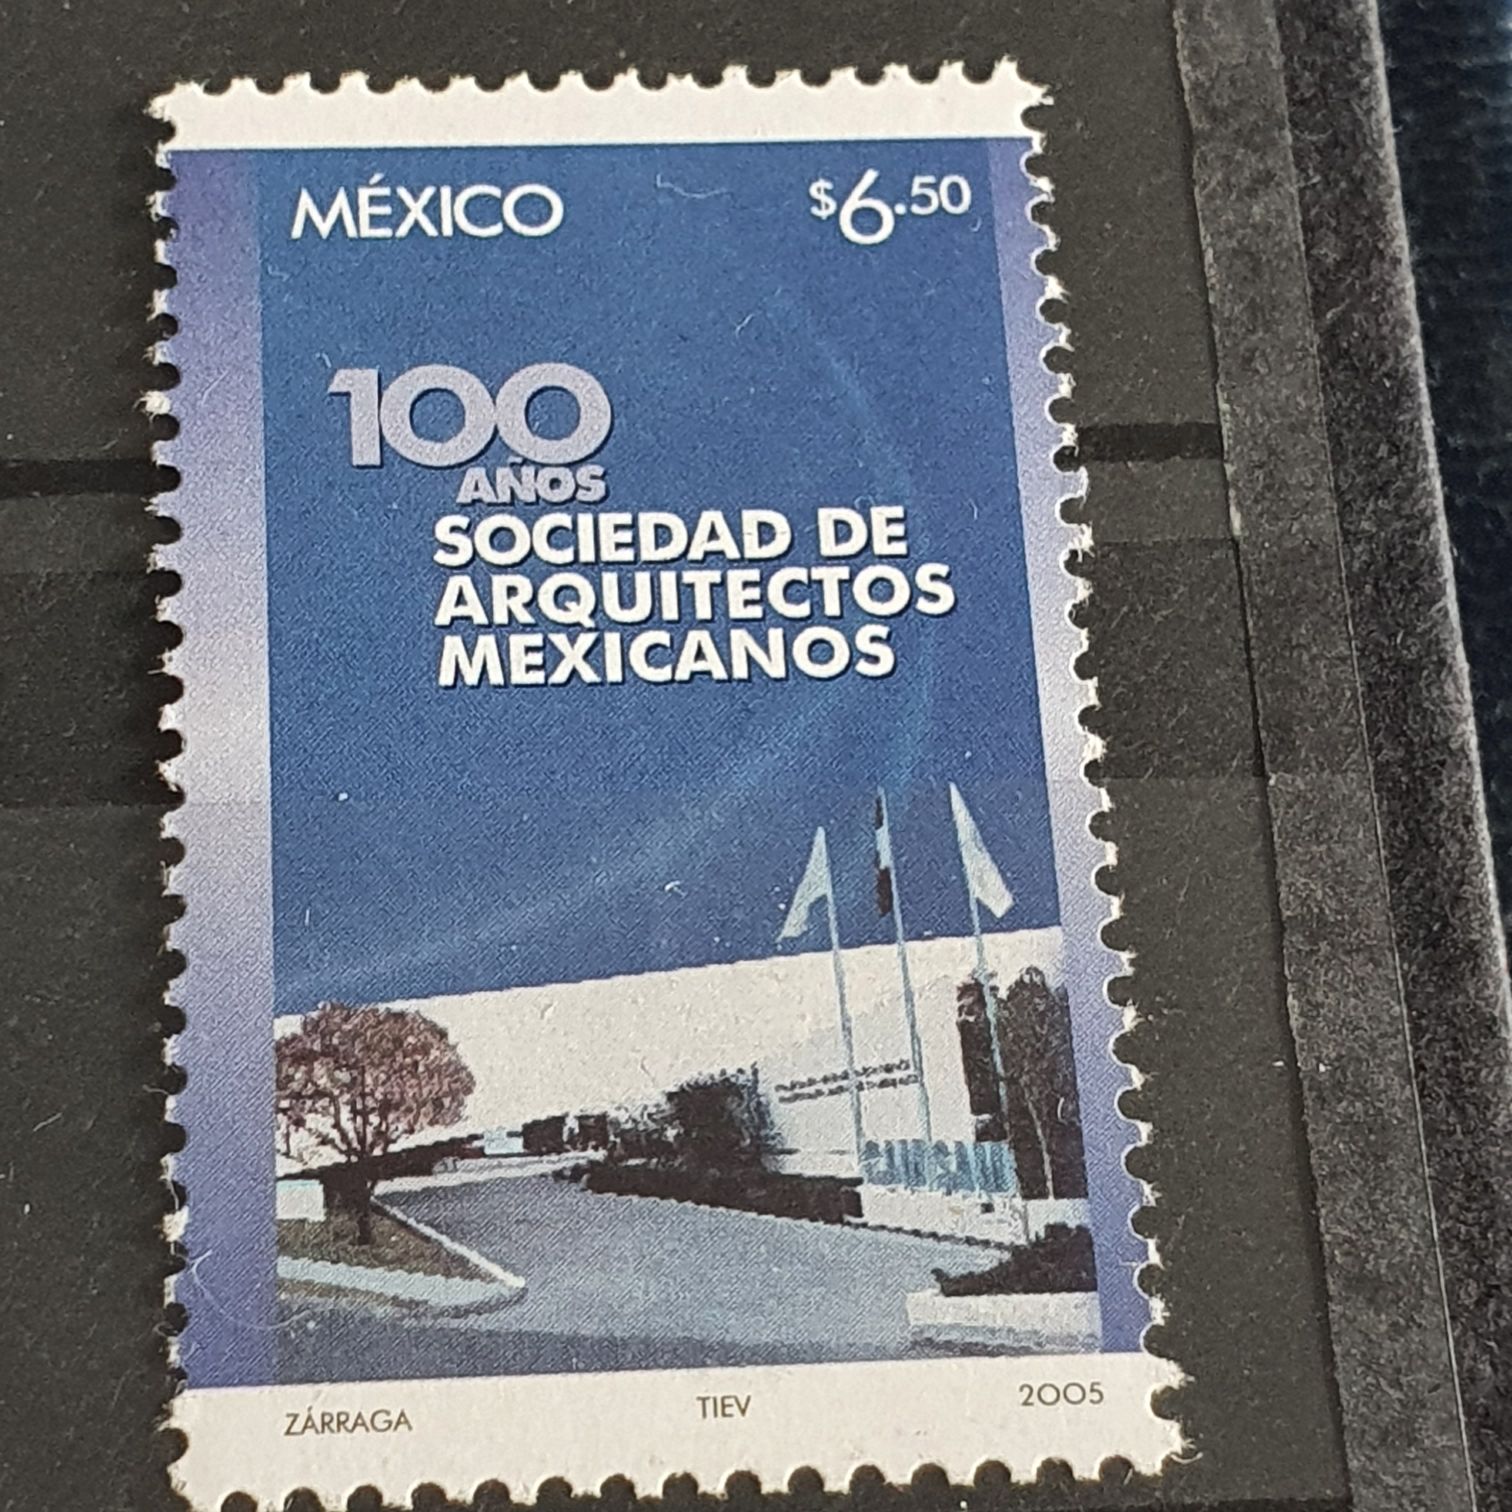 MÉXICO $6.50
100
AÑOS
SOCIEDAD DE
ARQUITECTOS
MEXICANOS
ZÁRRAGA TIEV 2005